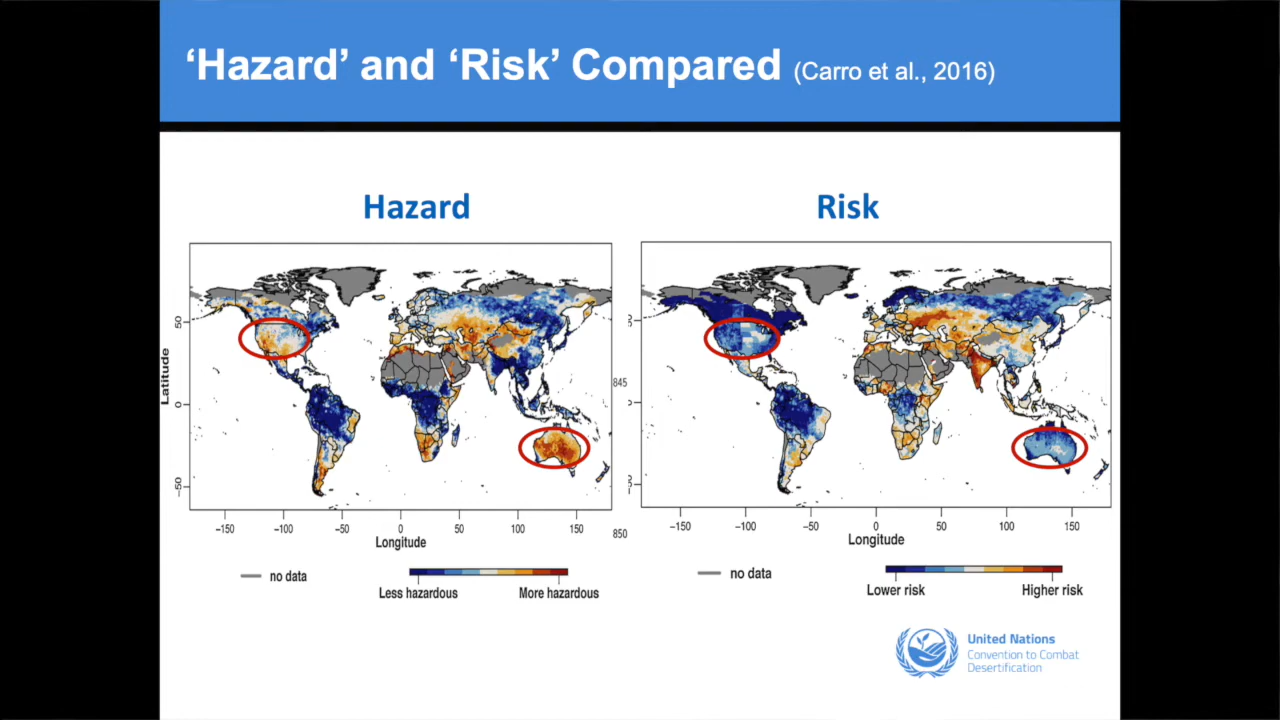 ‘Hazard’ and ‘Risk’ Compared (Carro et al., 2016)
Hazard
Risk
Latitude
50
0
−50
−150
−100
−50
0
50
100
150
Longitude
no data
Less hazardous
More hazardous
845
850
0
−150
−100
−50
0
50
100
150
Longitude
no data
Lower risk
Higher risk
United Nations
Convention to Combat
Desertification